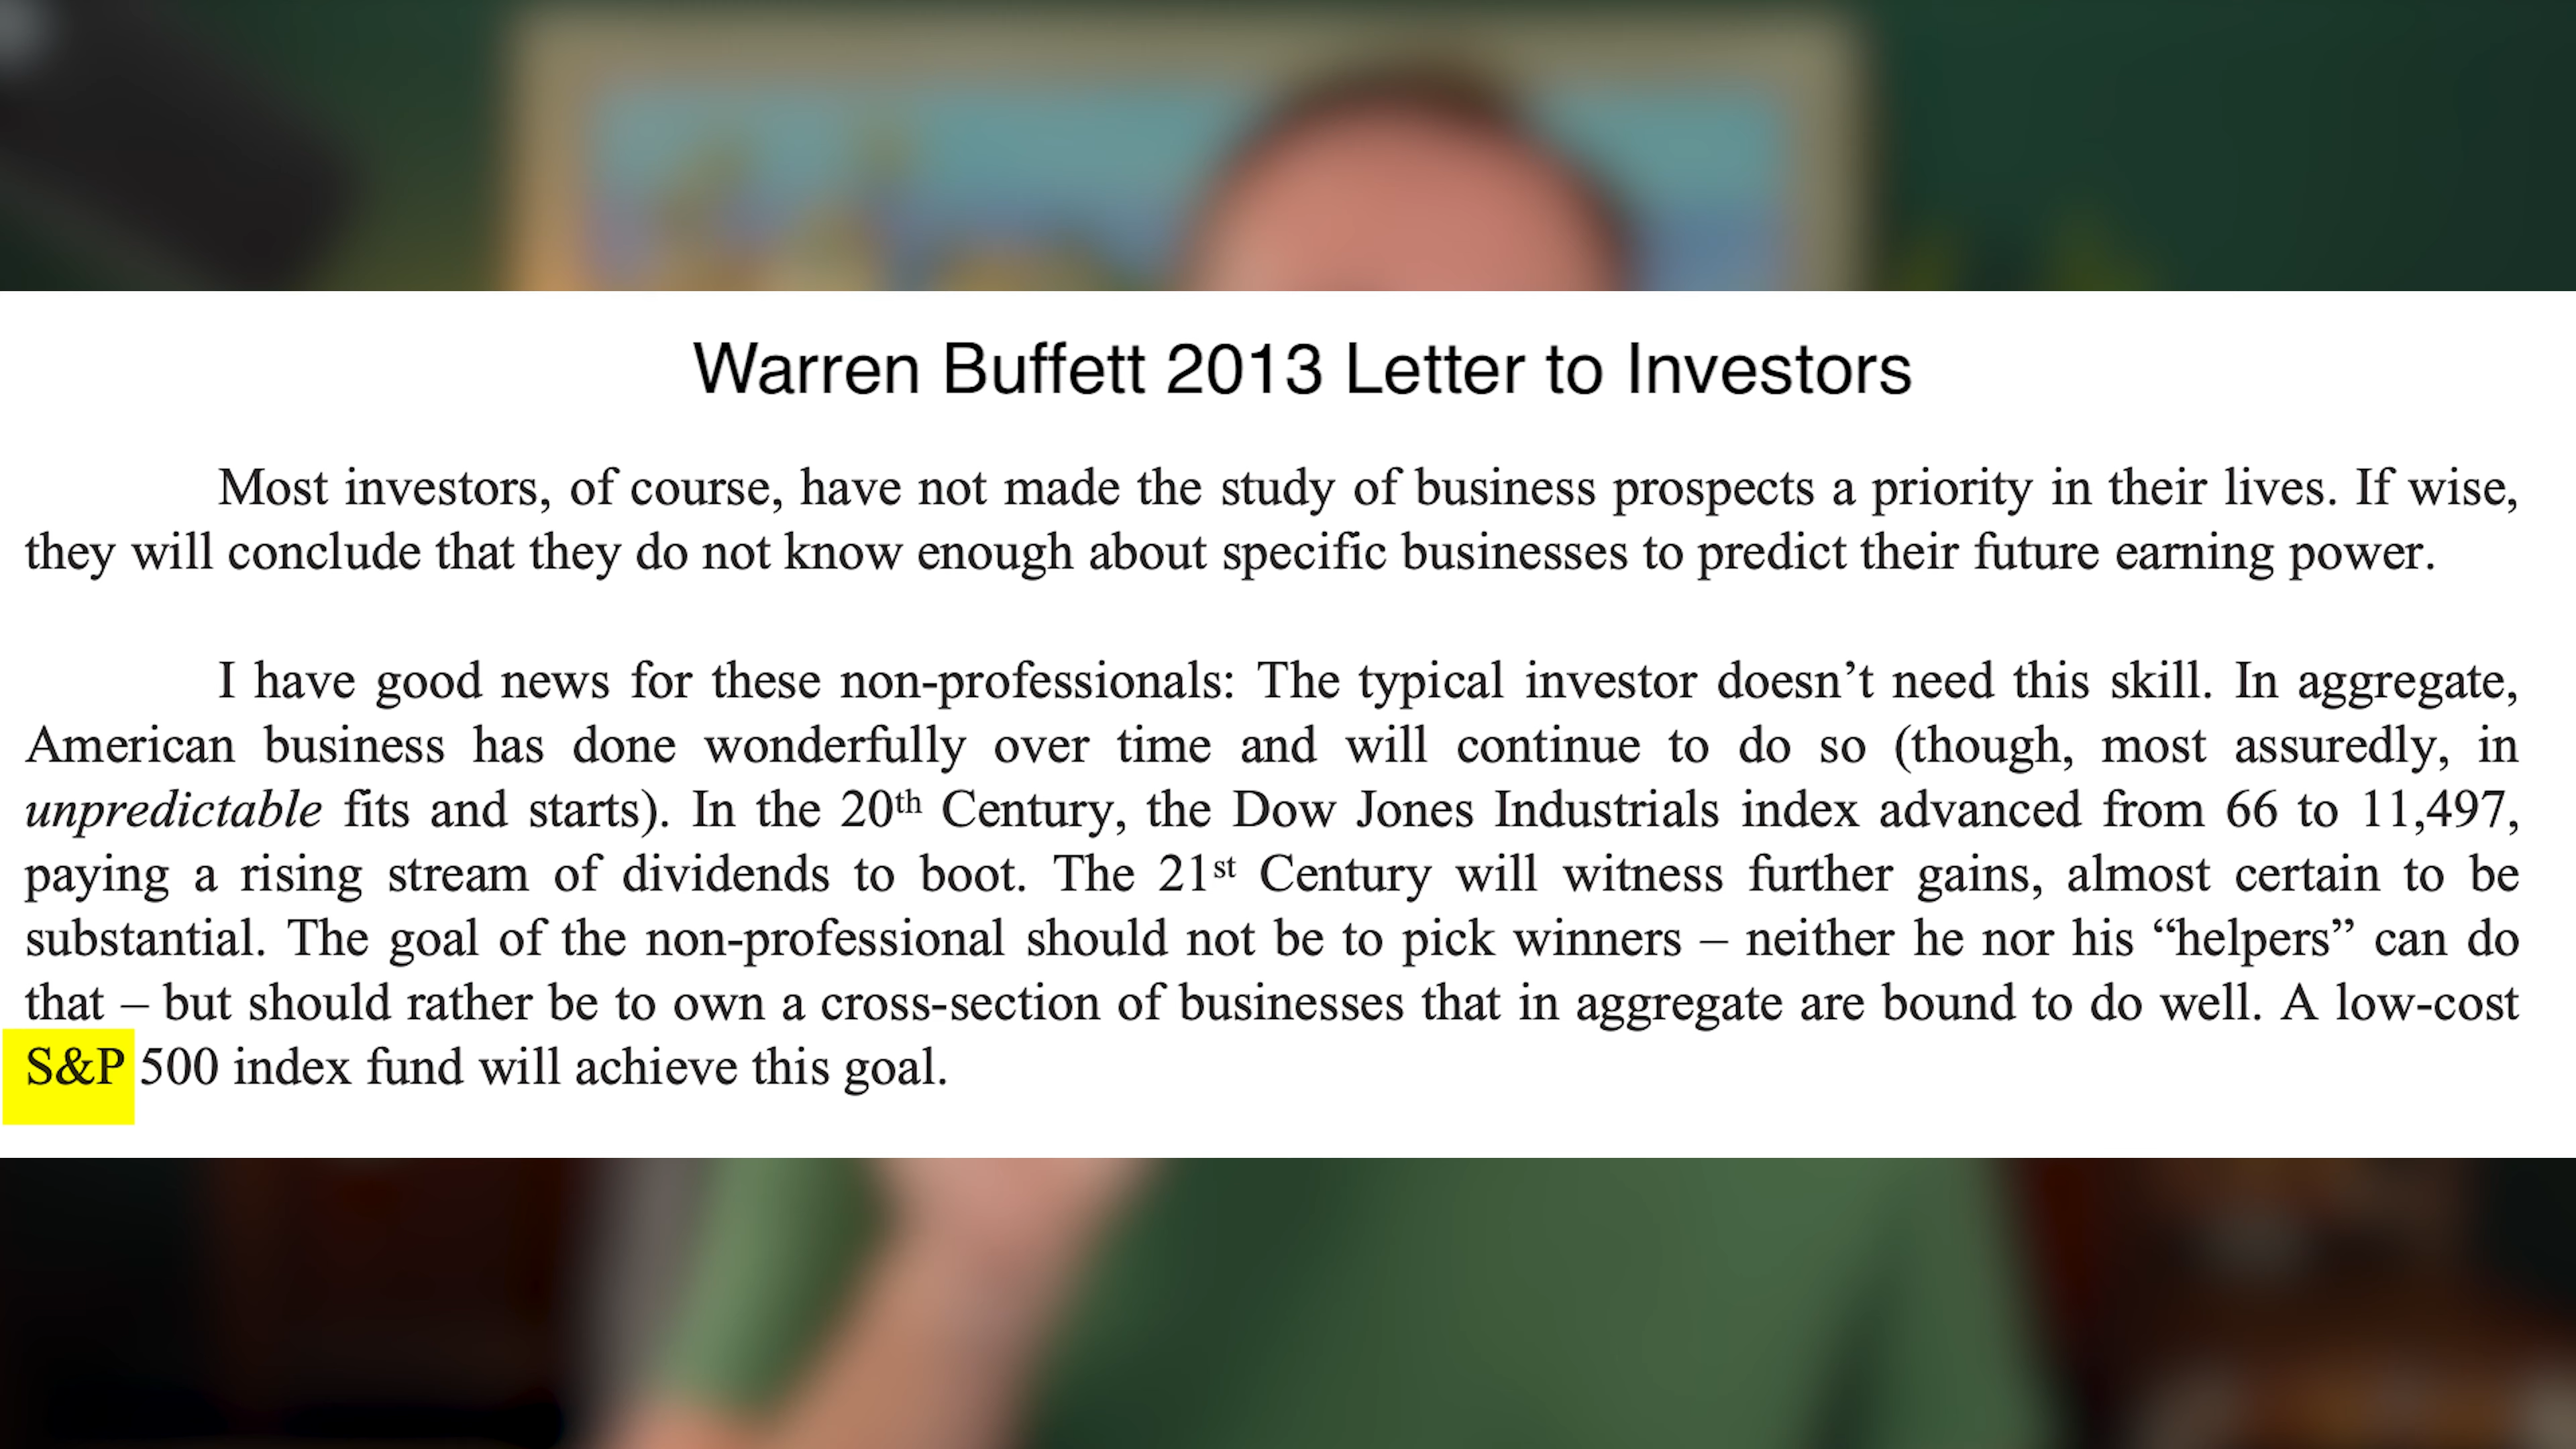 Warren Buffett 2013 Letter to Investors
Most investors, of course, have not made the study of business prospects a priority in their lives. If wise,
they will conclude that they do not know enough about specific businesses to predict their future earning power.
I have good news for these non-professionals: The typical investor doesn’t need this skill. In aggregate,
American business has done wonderfully over time and will continue to do so (though, most assuredly, in
unpredictable fits and starts). In the 20th Century, the Dow Jones Industrials index advanced from 66 to 11,497,
paying a rising stream of dividends to boot. The 21st Century will witness further gains, almost certain to be
substantial. The goal of the non-professional should not be to pick winners – neither he nor his “helpers” can do
that – but should rather be to own a cross-section of businesses that in aggregate are bound to do well. A low-cost
S&P 500 index fund will achieve this goal.